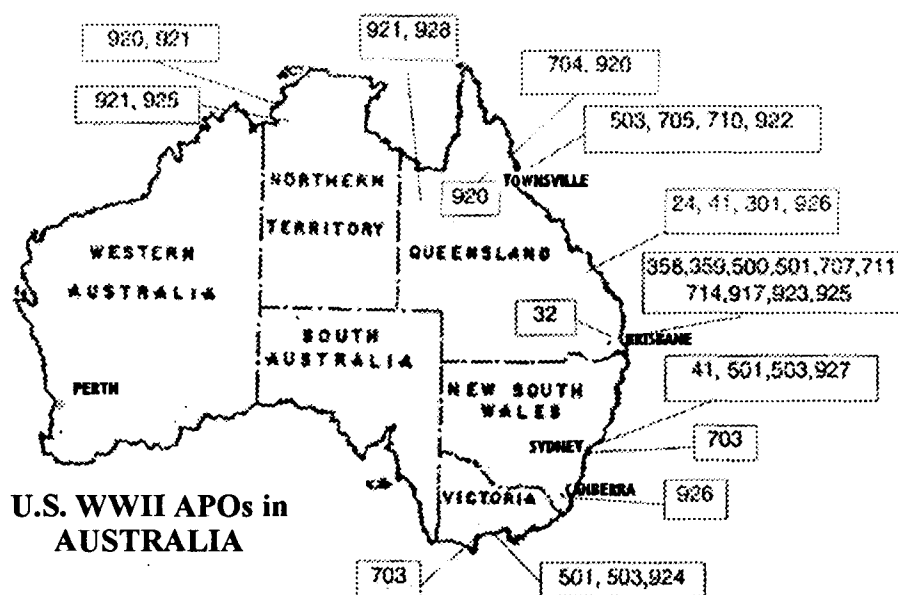 920, 921
921, 928
704, 920
921, 925
503, 705, 710, 922
NORTHERN
TERRITORY
920
TOWNSVILLE
24, 41, 301, 926
WESTERN
AUSTRALIA
QUEENSLAND
358,359,500,501,707,711
714,917,923,925
32
BRISBANE
SOUTH
AUSTRALIA
41, 501,503,927
PERTH
NEW SOUTH
WALES
SYDNEY
703
VICTORIA
CANBERRA
926
U.S. WWII APOs in
AUSTRALIA
703
501, 503,924